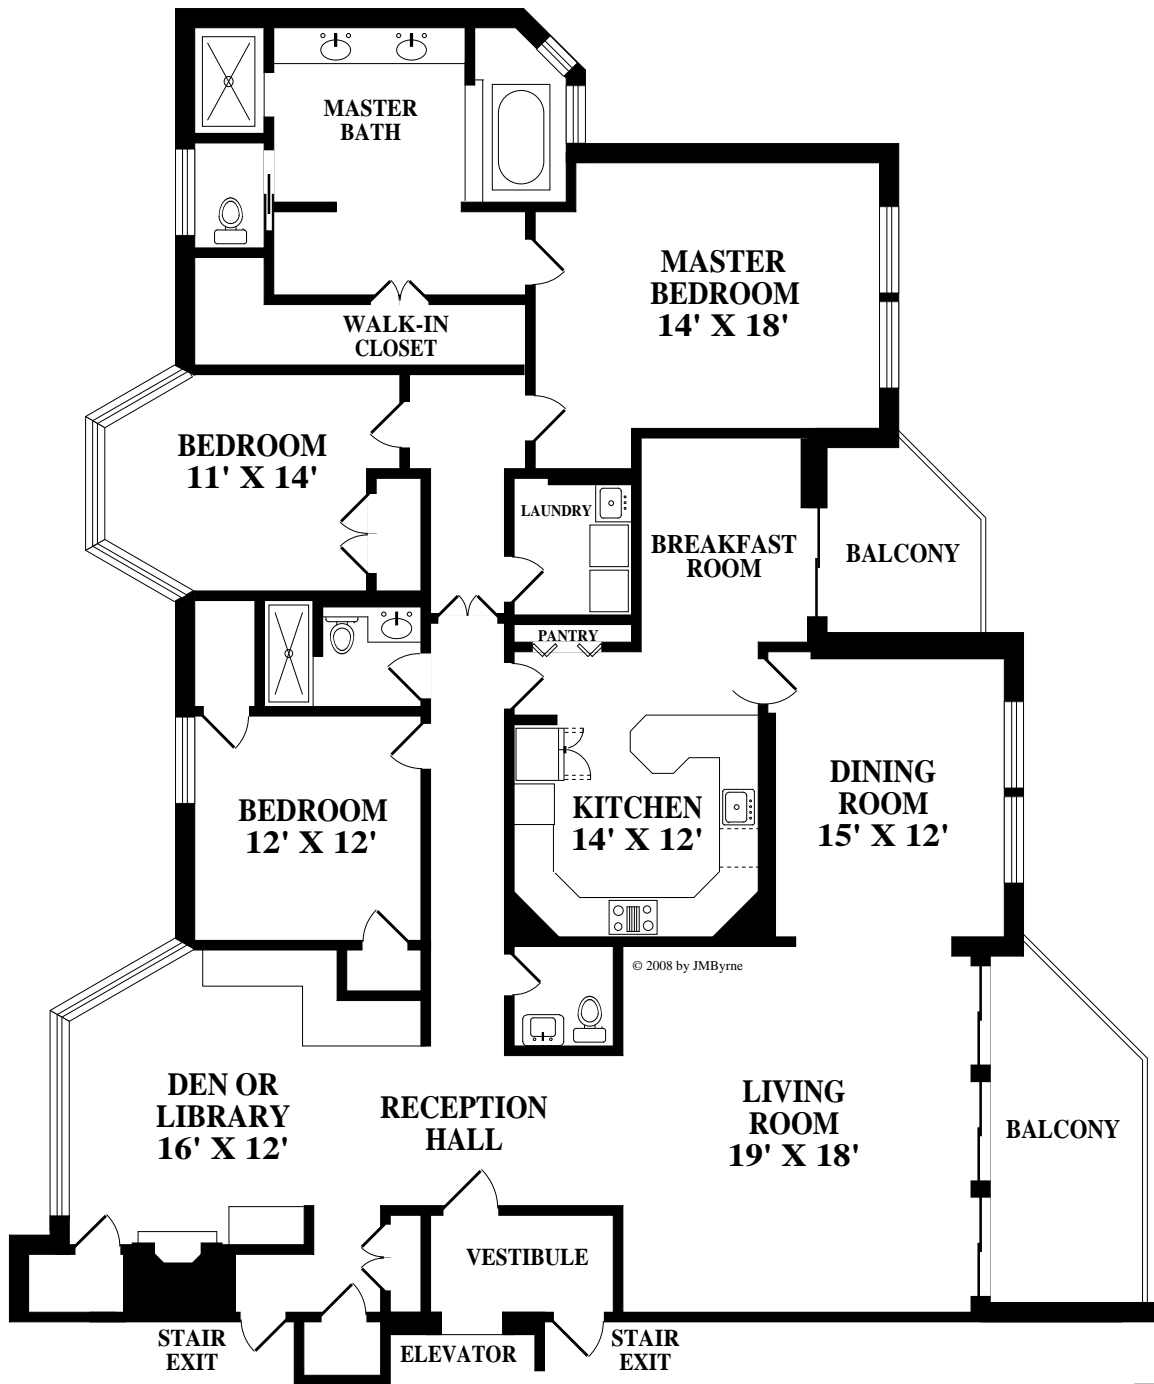 MASTER
BATH
MASTER
BEDROOM
14' X 18'
WALK-IN
CLOSET
BEDROOM
11' X 14'
LAUNDRY
BREAKFAST
ROOM
BALCONY
PANTRY
DINING
ROOM
15' X 12'
BEDROOM
12' X 12'
KITCHEN
14' X 12'
© 2008 by JMByrne
DEN OR
LIBRARY
16' X 12'
RECEPTION
HALL
LIVING
ROOM
19' X 18'
BALCONY
VESTIBULE
STAIR
EXIT
ELEVATOR
STAIR
EXIT